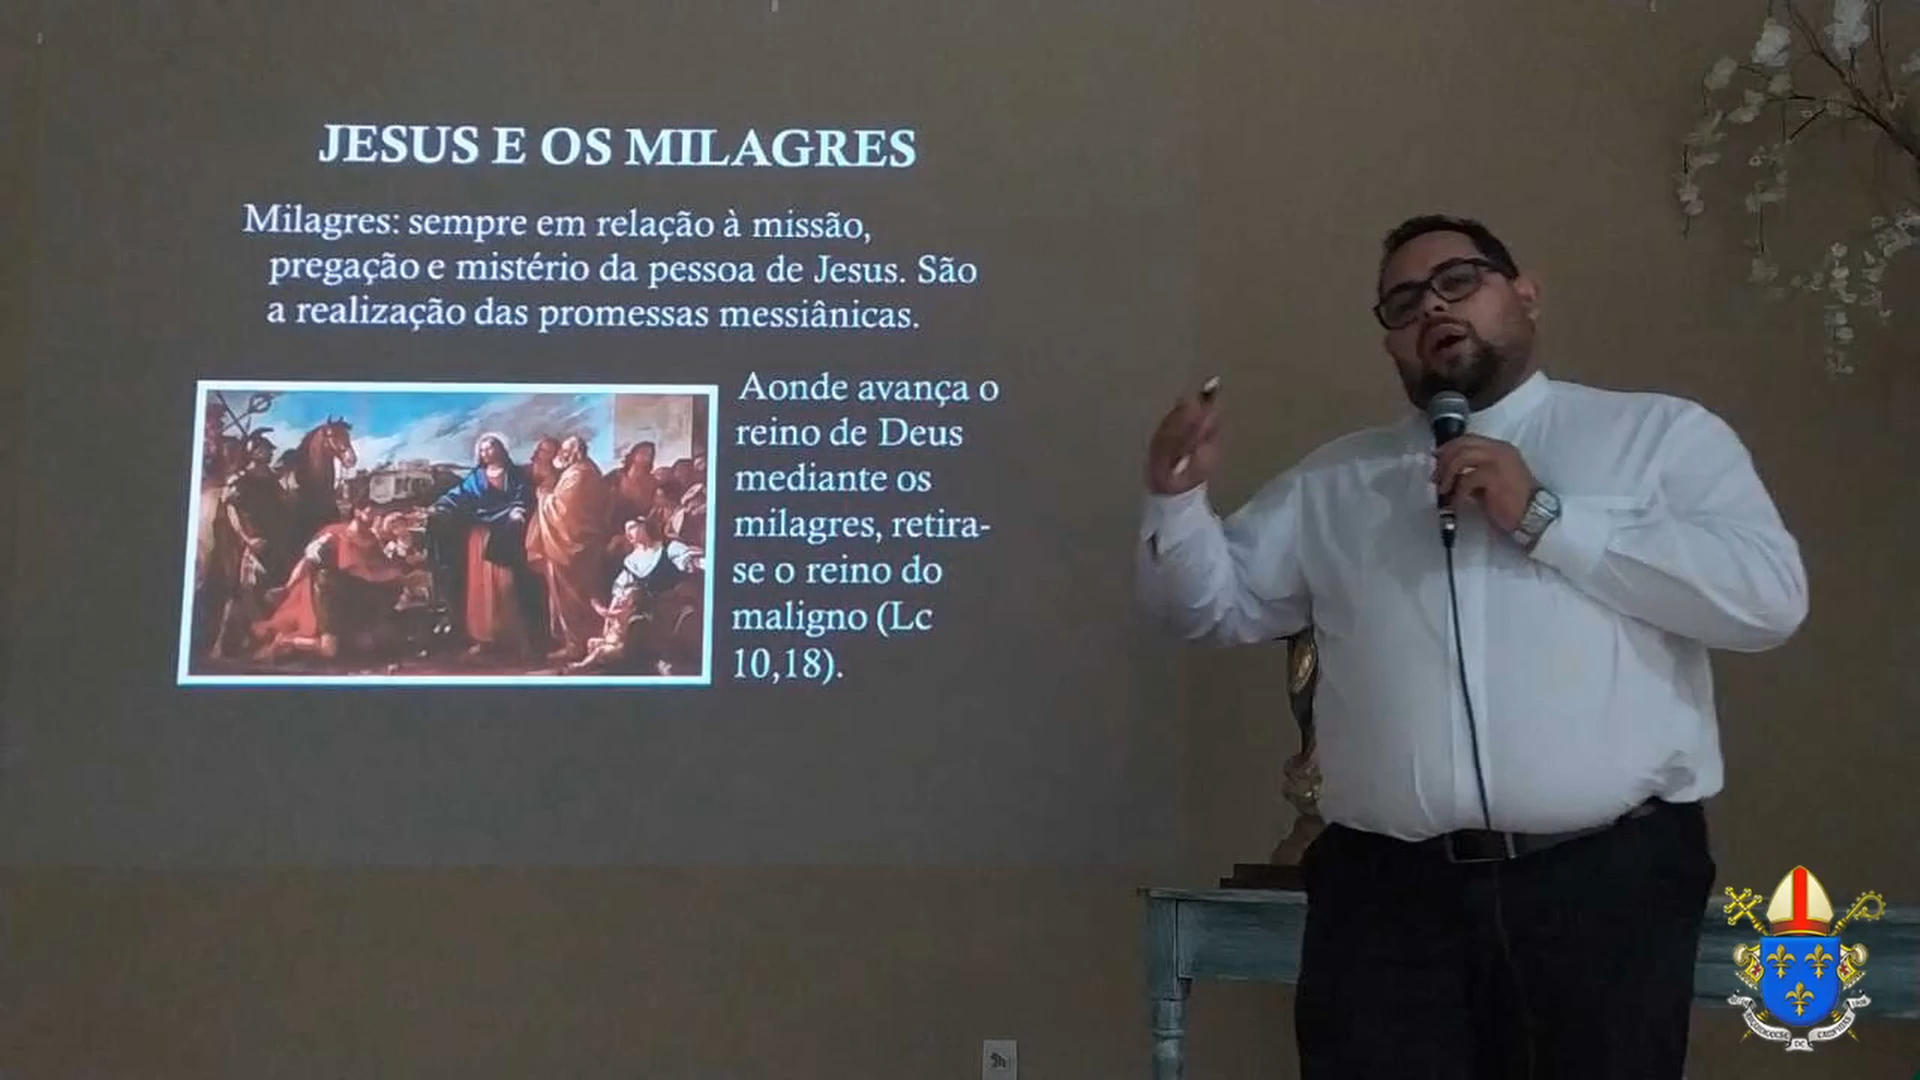 JESUS E OS MILAGRES
Milagres: sempre em relação à missão,
pregação e mistério da pessoa de Jesus. São
a realização das promessas messiânicas.
Aonde avança o
reino de Deus
mediante os
milagres, retira-
se o reino do
maligno (Lc
10,18).